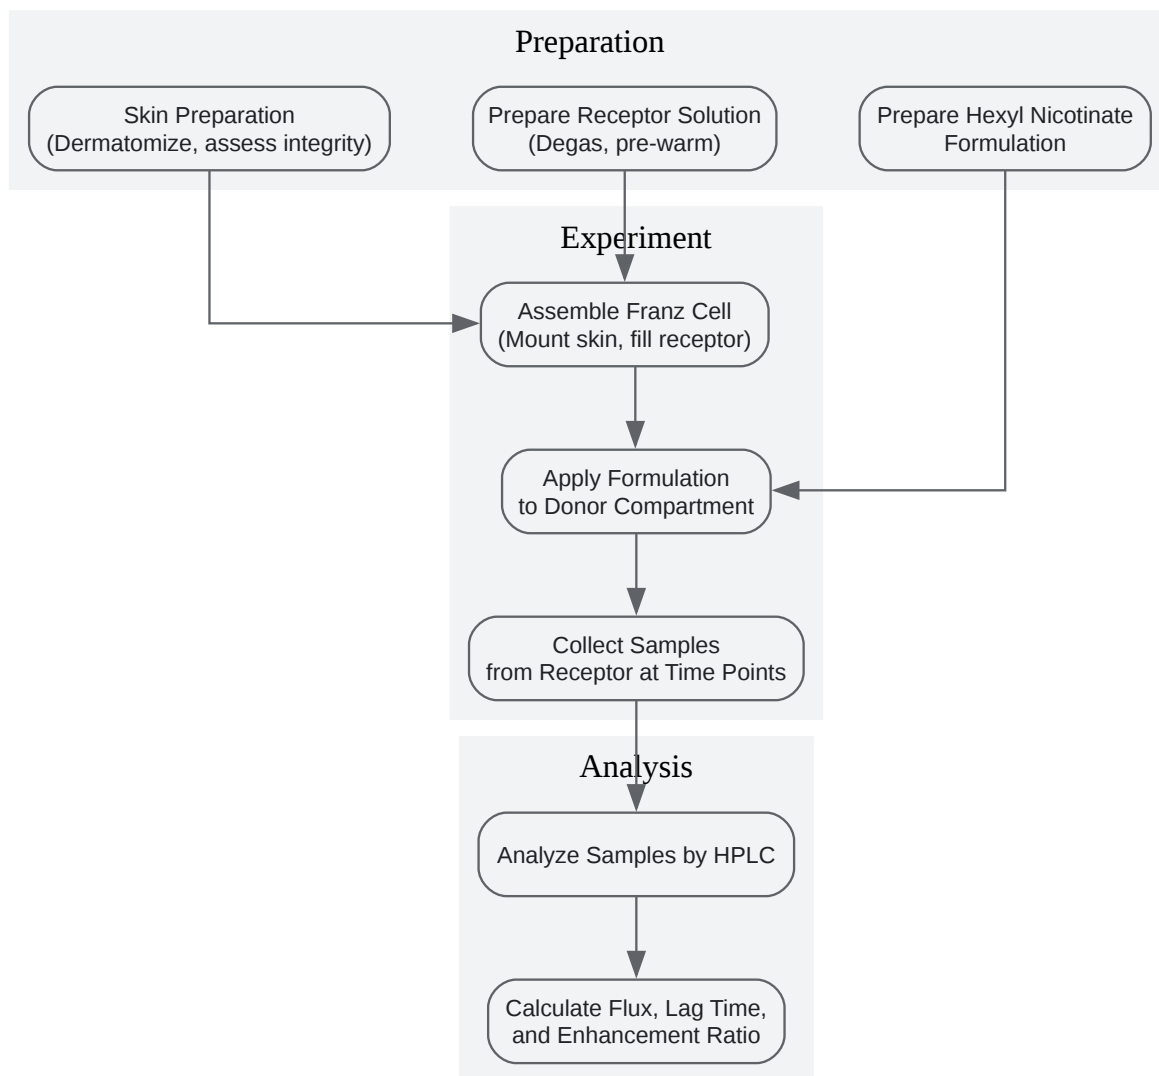 Preparation
Skin Preparation
(Dermatomize, assess integrity)
Prepare Receptor Solution
(Degas, pre-warm)
Prepare Hexyl Nicotinate
Formulation
Experiment
Assemble Franz Cell
(Mount skin, fill receptor)
Apply Formulation
to Donor Compartment
Collect Samples
from Receptor at Time Points
Analysis
Analyze Samples by HPLC
Calculate Flux, Lag Time,
and Enhancement Ratio